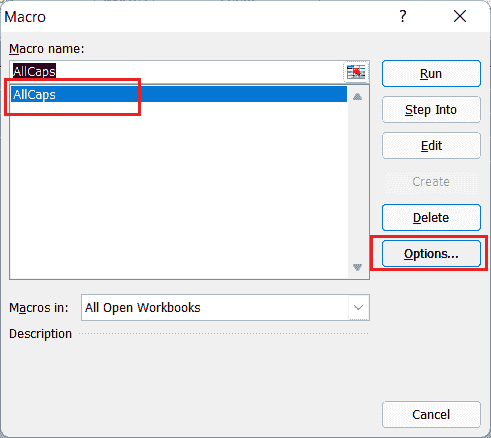 Macro ?
Macro name:
AllCaps
AllCaps
Run
Step Into
Edit
Create
Delete
Options...
Macros in: All Open Workbooks
Description
Cancel